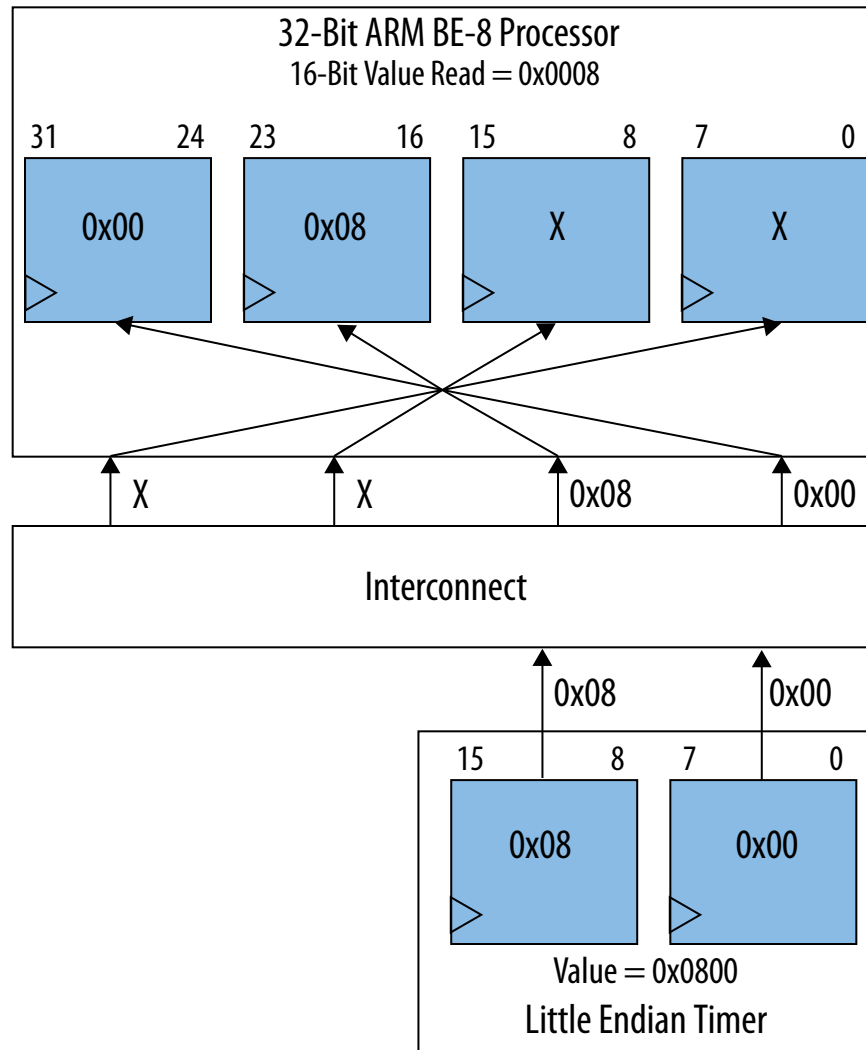 32-Bit ARM BE-8 Processor
16-Bit Value Read = 0x0008
31 24 23 16 15 8 7 0
0x00 0x08 X X
X X 0x08 0x00
Interconnect
0x08 0x00
15 8 7 0
0x08 0x00
Value = 0x0800
Little Endian Timer